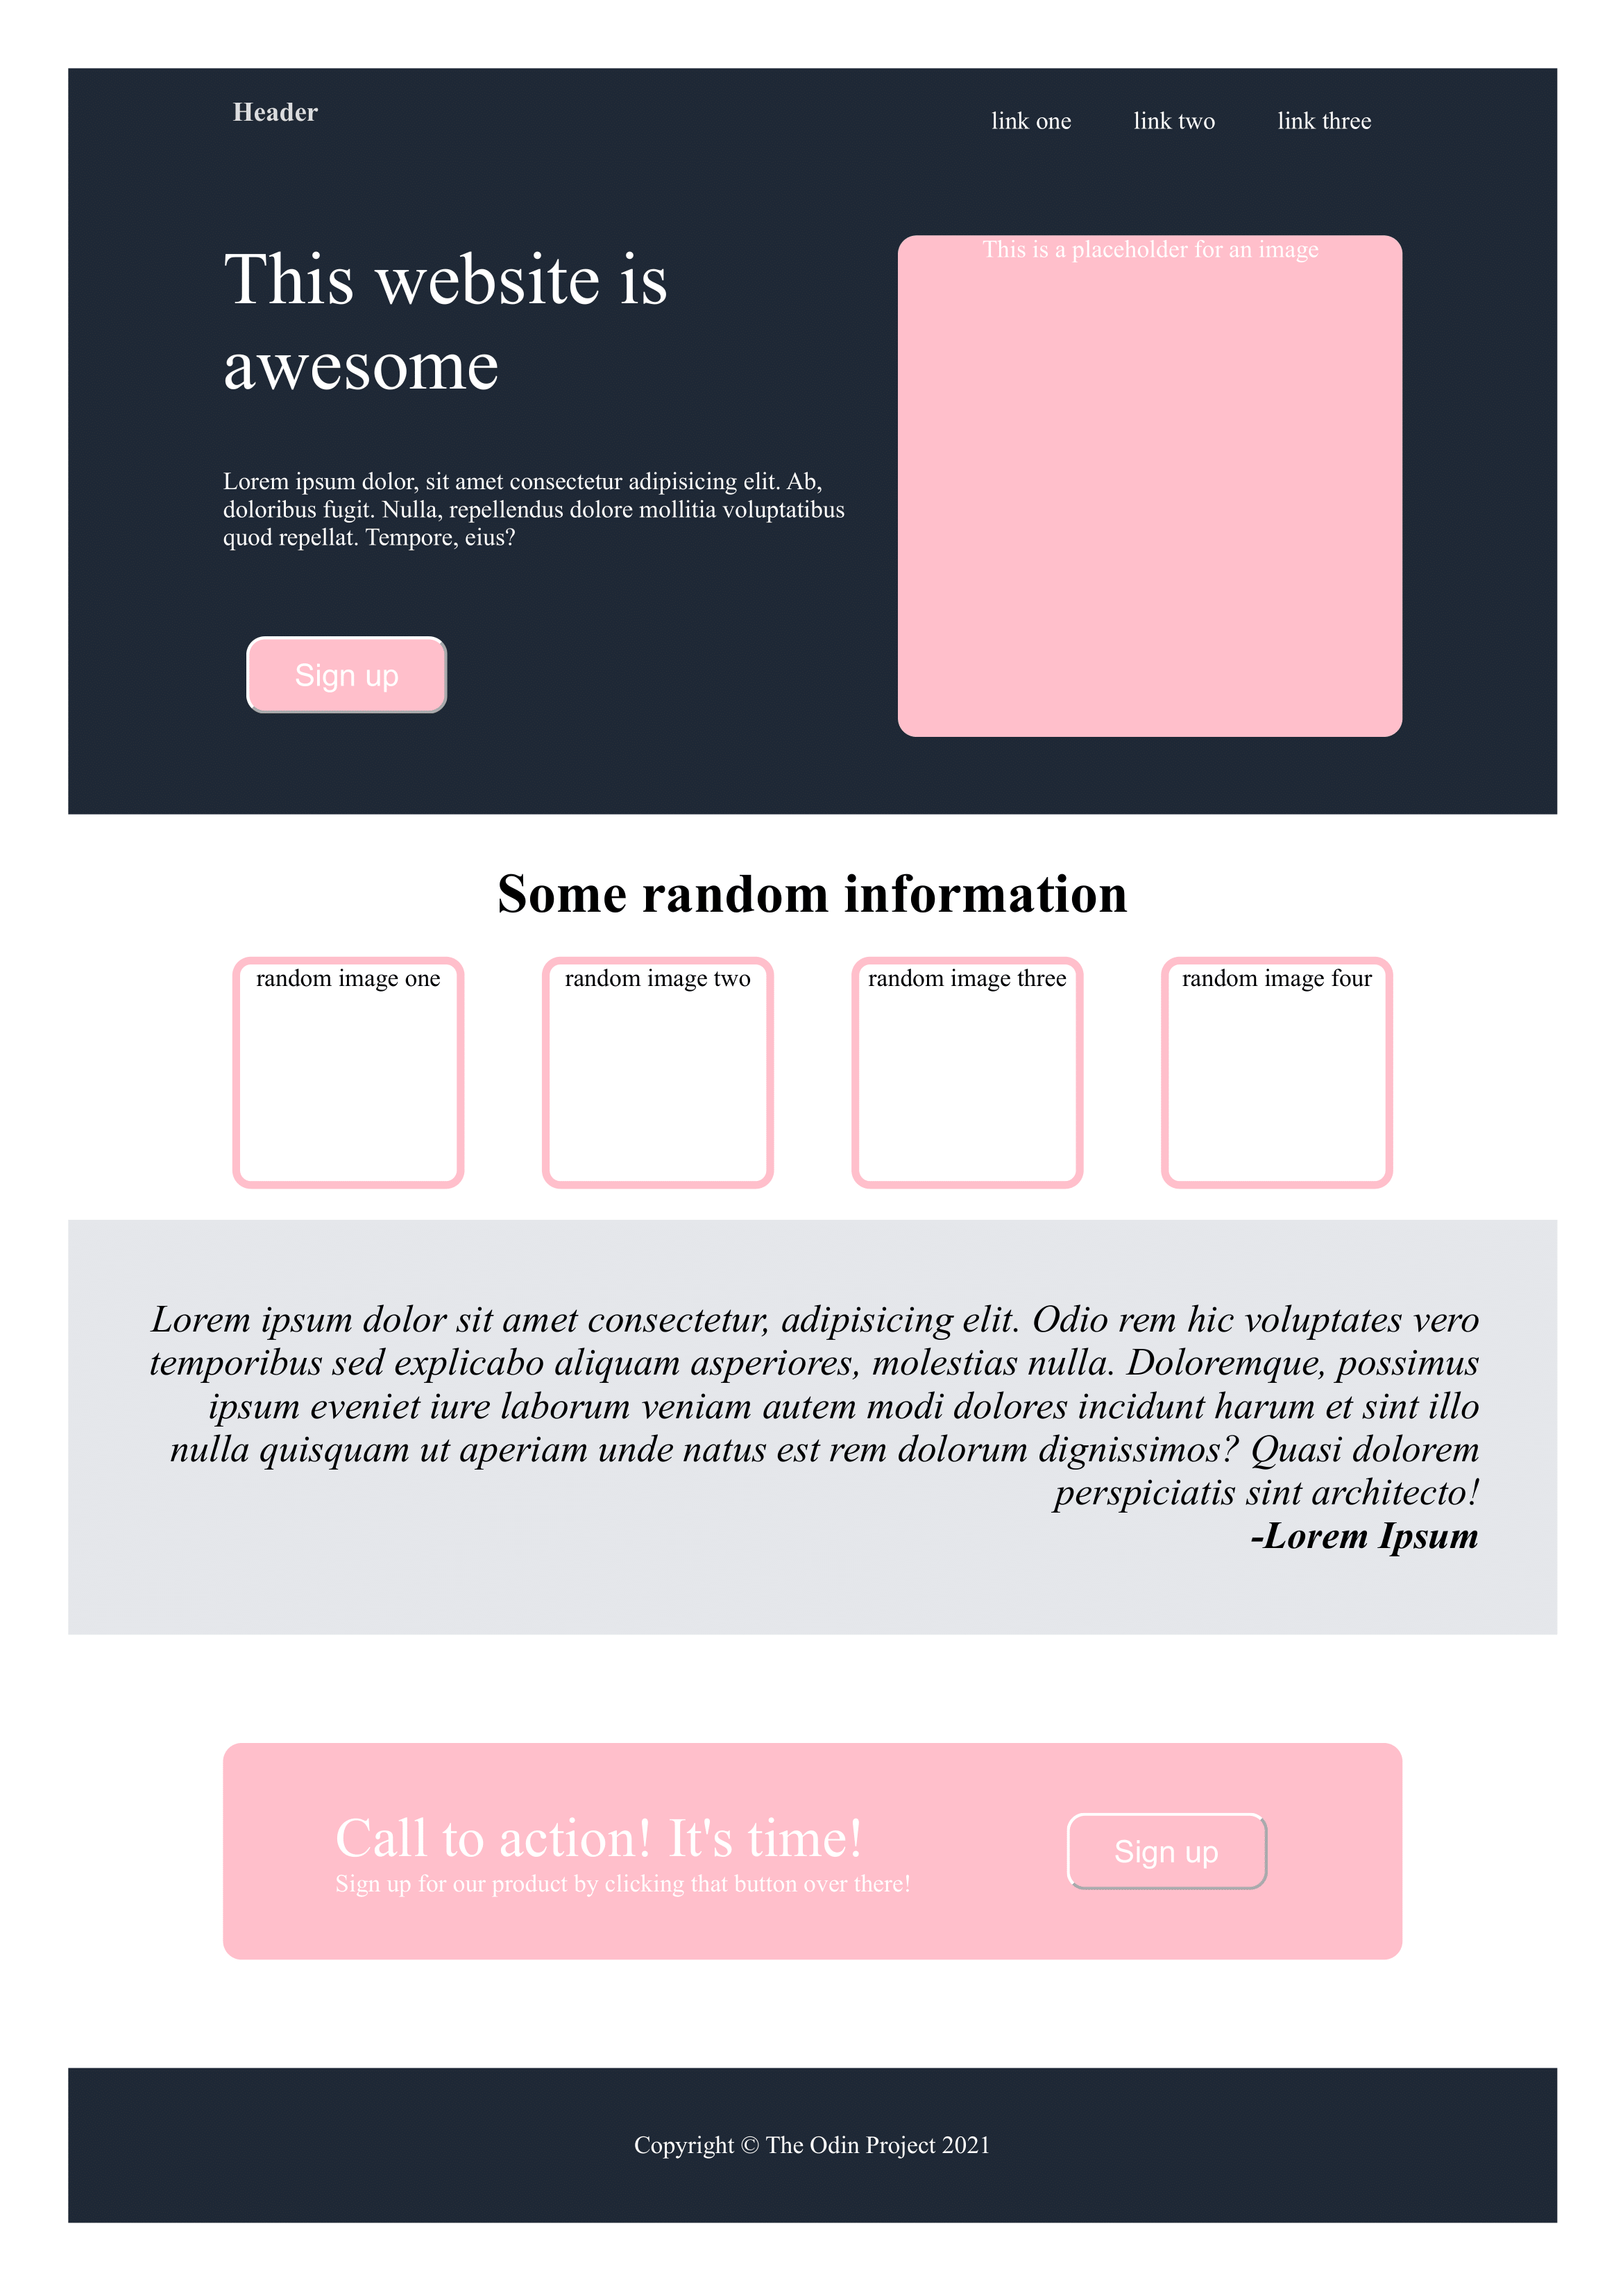 Header
link one link two link three
This website is
awesome
This is a placeholder for an image
Lorem ipsum dolor, sit amet consectetur adipisicing elit. Ab,
doloribus fugit. Nulla, repellendus dolore mollitia voluptatibus
quod repellat. Tempore, eius?
Sign up
Some random information
random image one random image two random image three random image four
Lorem ipsum dolor sit amet consectetur, adipisicing elit. Odio rem hic voluptates vero
temporibus sed explicabo aliquam asperiores, molestias nulla. Doloremque, possimus
ipsum eveniet iure laborum veniam autem modi dolores incidunt harum et sint illo
nulla quisquam ut aperiam unde natus est rem dolorum dignissimos? Quasi dolorem
perspiciatis sint architecto!
-Lorem Ipsum
Call to action! It's time!
Sign up for our product by clicking that button over there!
Sign up
Copyright © The Odin Project 2021